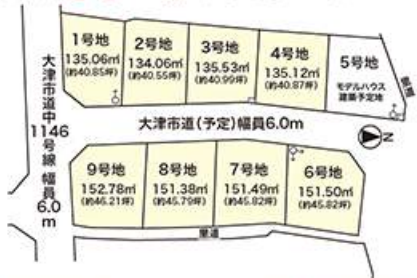 1号地
135.06㎡
(約40.85坪)
2号地
134.06㎡
(約40.55坪)
3号地
135.53㎡
(約40.99坪)
4号地
135.12㎡
(約40.87坪)
5号地
モデルハウス
建築予定地
大津市道(予定)幅員6.0m
大津市道中1146号線 幅員6.0m
N
9号地
152.78㎡
(約46.21坪)
8号地
151.38㎡
(約45.79坪)
7号地
151.49㎡
(約45.82坪)
6号地
151.50㎡
(約45.82坪)
里道